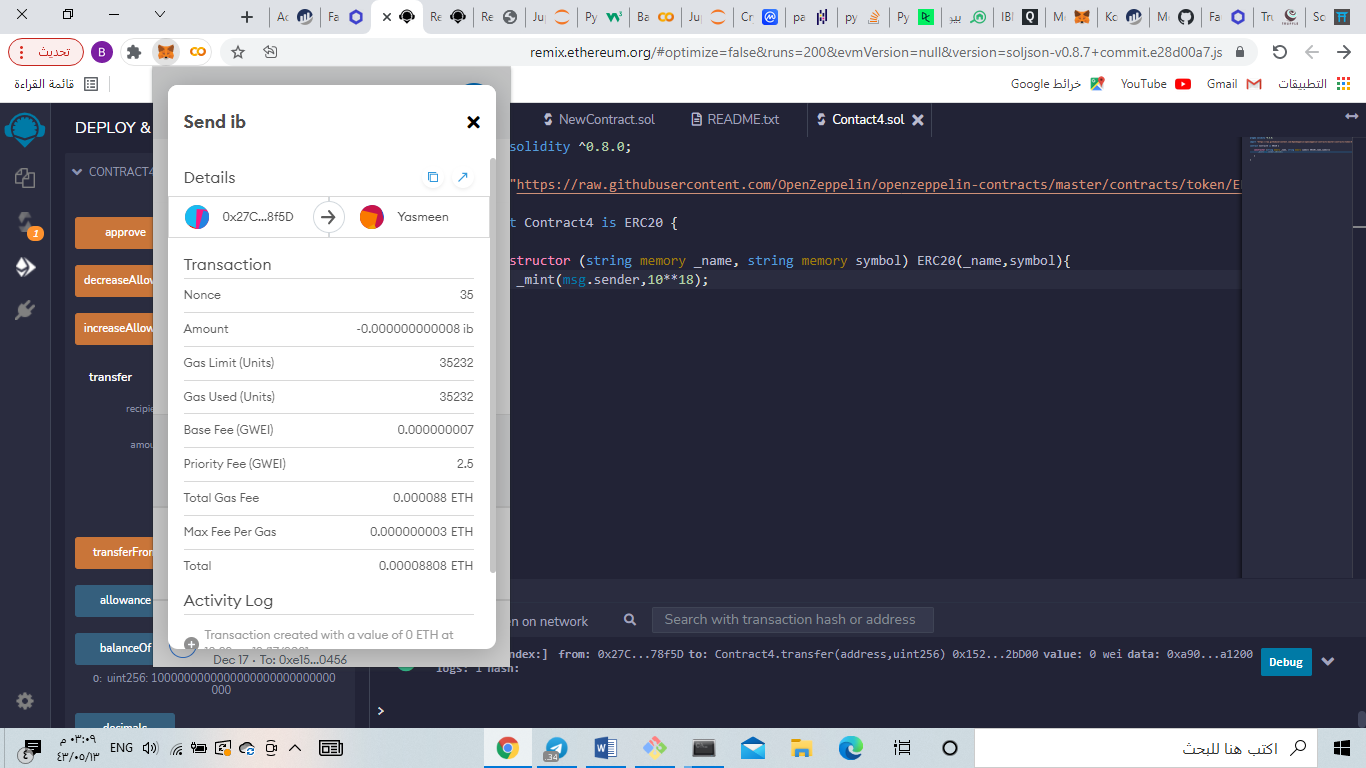 Ac
Fa
Re
Re
Ju
Py
Ba
Ju
Cr
pa
py
Py
بير
IBI
M
Kc
M
Fa
Tru
Sc
تحديث
B
remix.ethereum.org/#optimize=false&runs=200&evmVersion=null&version=soljson-v0.8.7+commit.e28d00a7.js
قائمة القراءة
خرائط Google
YouTube
Gmail
التطبيقات
DEPLOY &
NewContract.sol
README.txt
Contact4.sol
CONTRACT4
approve
decreaseAllow
increaseAllow
transfer
recipie
amou
transferFrom
allowance
balanceOf
0: uint256: 1000000000000000000000000000
000
decimals
1
Send ib
Details
0x27C...8f5D
Yasmeen
Transaction
Nonce 35
Amount -0.000000000008 ib
Gas Limit (Units) 35232
Gas Used (Units) 35232
Base Fee (GWEI) 0.000000007
Priority Fee (GWEI) 2.5
Total Gas Fee 0.000088 ETH
Max Fee Per Gas 0.000000003 ETH
Total 0.00008808 ETH
Activity Log
Transaction created with a value of 0 ETH at
Dec 17 · To: 0xe15...0456
solidity ^0.8.0;
"https://raw.githubusercontent.com/OpenZeppelin/openzeppelin-contracts/master/contracts/token/E
t Contract4 is ERC20 {
structor (string memory _name, string memory symbol) ERC20(_name,symbol){
_mint(msg.sender,10**18);
en on network
Search with transaction hash or address
ndex:] from: 0x27C...78f5D to: Contract4.transfer(address,uint256) 0x152...2bD00 value: 0 wei data: 0xa90...a1200
logs: 1 hash:
Debug
>
٠٣:٠٩ م
٤٣/٠٥/١٣
ENG
34
اكتب هنا للبحث